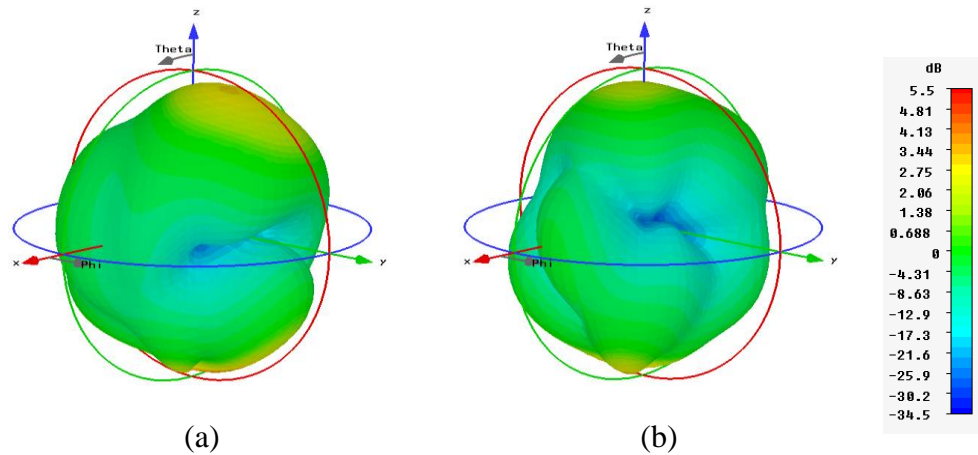 z
Theta
x
Phi
y
(a)
z
Theta
x
Phi
y
(b)
dB
5.5
4.81
4.13
3.44
2.75
2.06
1.38
0.688
0
-4.31
-8.63
-12.9
-17.3
-21.6
-25.9
-30.2
-34.5